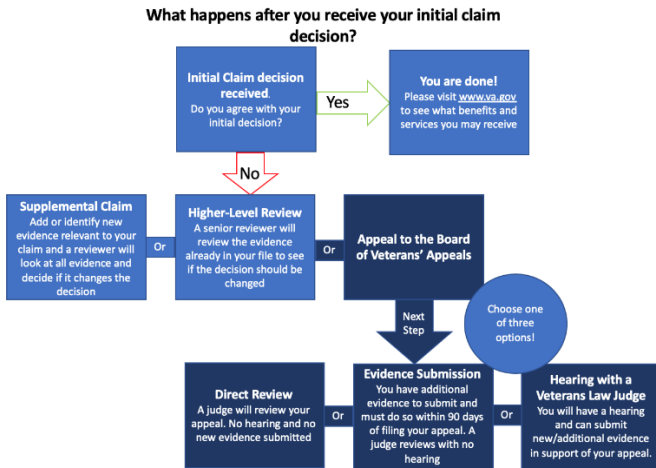 What happens after you receive your initial claim
decision?
Initial Claim decision
received.
Do you agree with your
initial decision?
Yes
You are done!
Please visit www.va.gov
to see what benefits and
services you may receive
No
Supplemental Claim
Add or identify new
evidence relevant to your
claim and a reviewer will
look at all evidence and
decide if it changes the
decision
Or
Higher-Level Review
A senior reviewer will
review the evidence
already in your file to see
if the decision should be
changed
Or
Appeal to the Board
of Veterans' Appeals
Next
Step
Choose one
of three
options!
Direct Review
A judge will review your
appeal. No hearing and no
new evidence submitted
Or
Evidence Submission
You have additional
evidence to submit and
must do so within 90 days
of filing your appeal. A
judge reviews with no
hearing
Or
Hearing with a
Veterans Law Judge
You will have a hearing
and can submit
new/additional evidence
in support of your appeal.